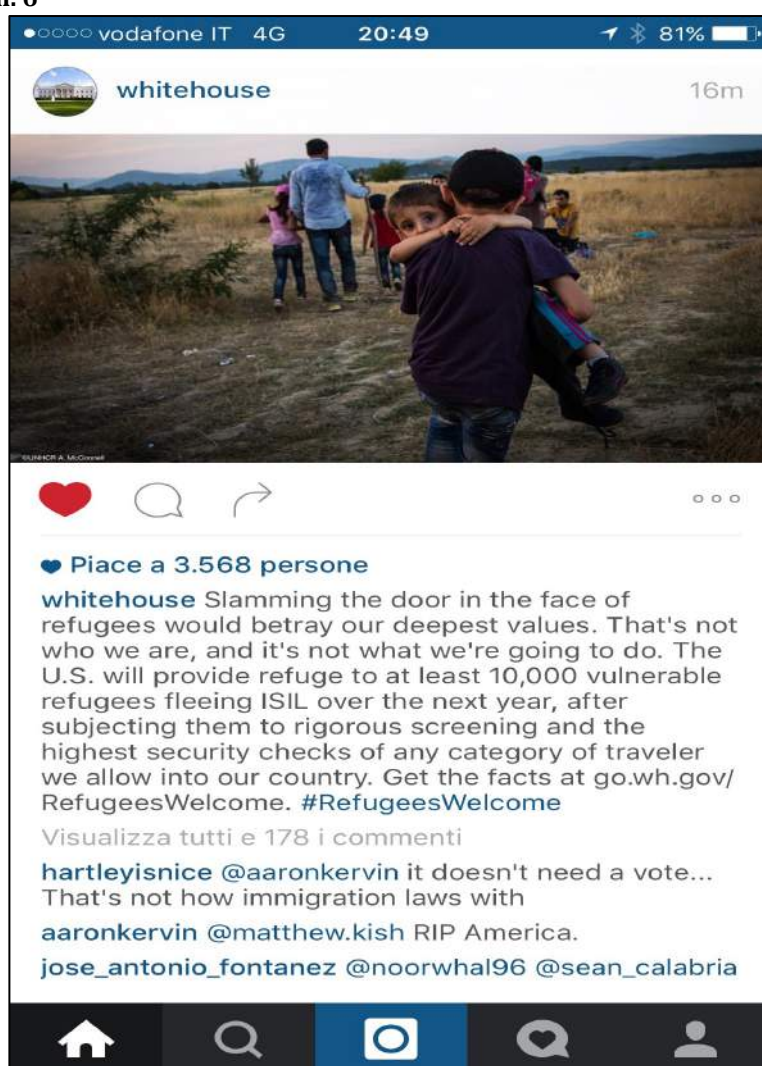 vodafone IT 4G 20:49 81%
whitehouse 16m
©UNHCR A. McConnell
Piace a 3.568 persone
whitehouse Slamming the door in the face of
refugees would betray our deepest values. That's not
who we are, and it's not what we're going to do. The
U.S. will provide refuge to at least 10,000 vulnerable
refugees fleeing ISIL over the next year, after
subjecting them to rigorous screening and the
highest security checks of any category of traveler
we allow into our country. Get the facts at go.wh.gov/
RefugeesWelcome. #RefugeesWelcome
Visualizza tutti e 178 i commenti
hartleyisnice @aaronkervin it doesn't need a vote...
That's not how immigration laws with
aaronkervin @matthew.kish RIP America.
jose_antonio_fontanez @noorwhal96 @sean_calabria